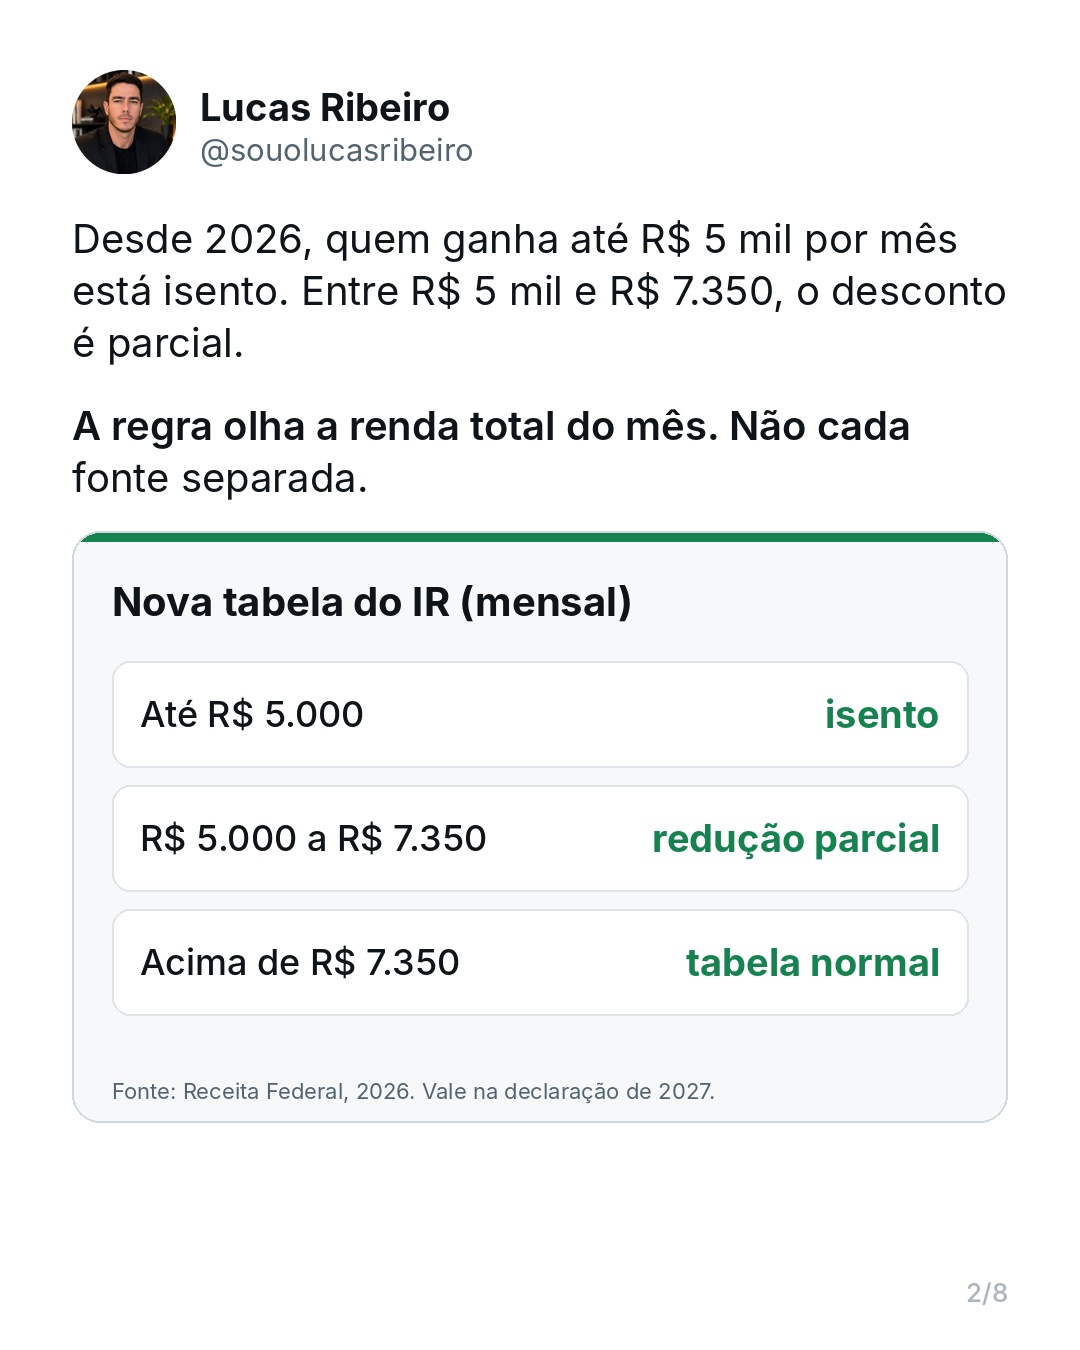 Lucas Ribeiro
@souolucasribeiro
Desde 2026, quem ganha até R$ 5 mil por mês
está isento. Entre R$ 5 mil e R$ 7.350, o desconto
é parcial.
A regra olha a renda total do mês. Não cada
fonte separada.
Nova tabela do IR (mensal)
Até R$ 5.000 isento
R$ 5.000 a R$ 7.350 redução parcial
Acima de R$ 7.350 tabela normal
Fonte: Receita Federal, 2026. Vale na declaração de 2027.
2/8